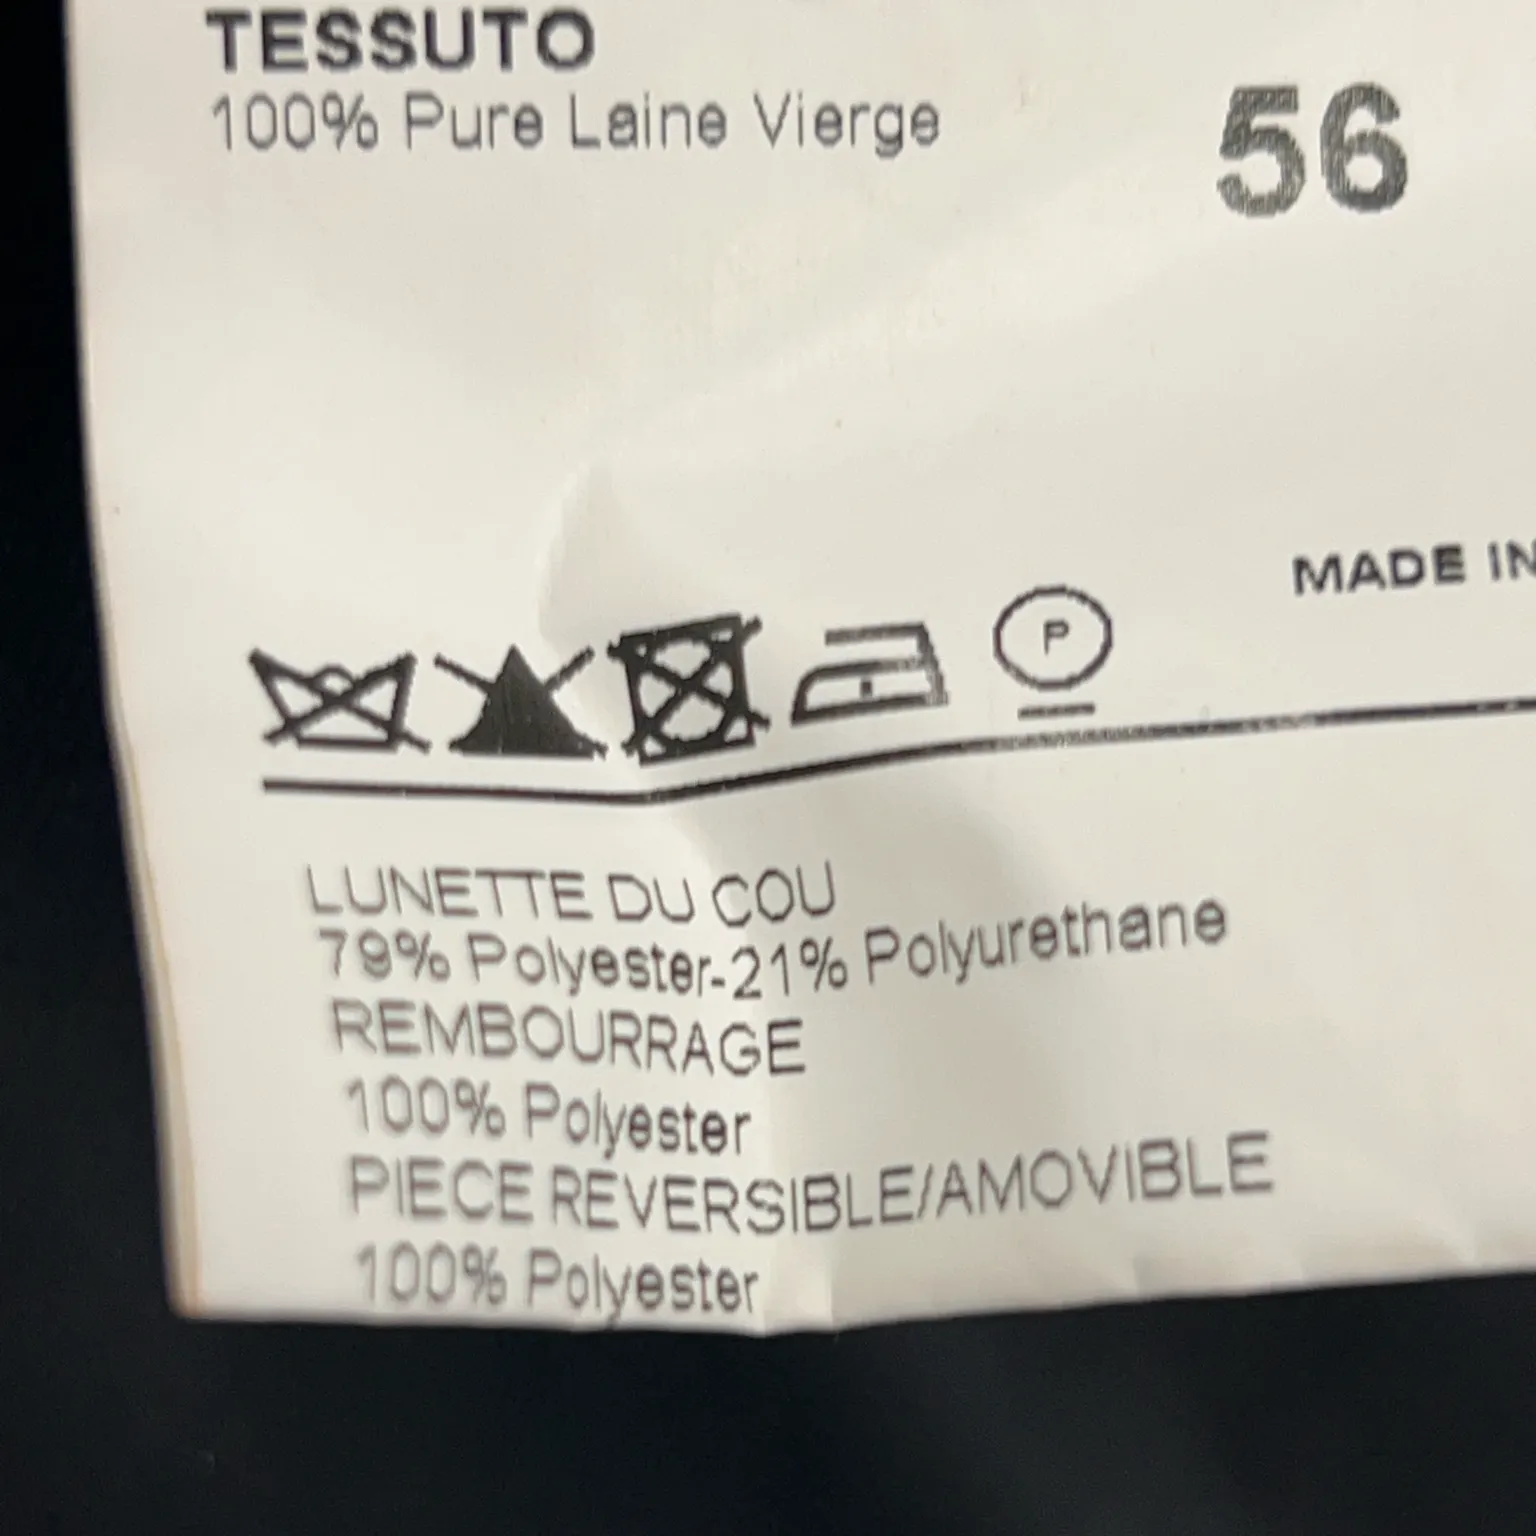 TESSUTO
100% Pure Laine Vierge
56
MADE IN
P
LUNETTE DU COU
79% Polyester-21% Polyurethane
REMBOURRAGE
100% Polyester
PIECE REVERSIBLE/AMOVIBLE
100% Polyester